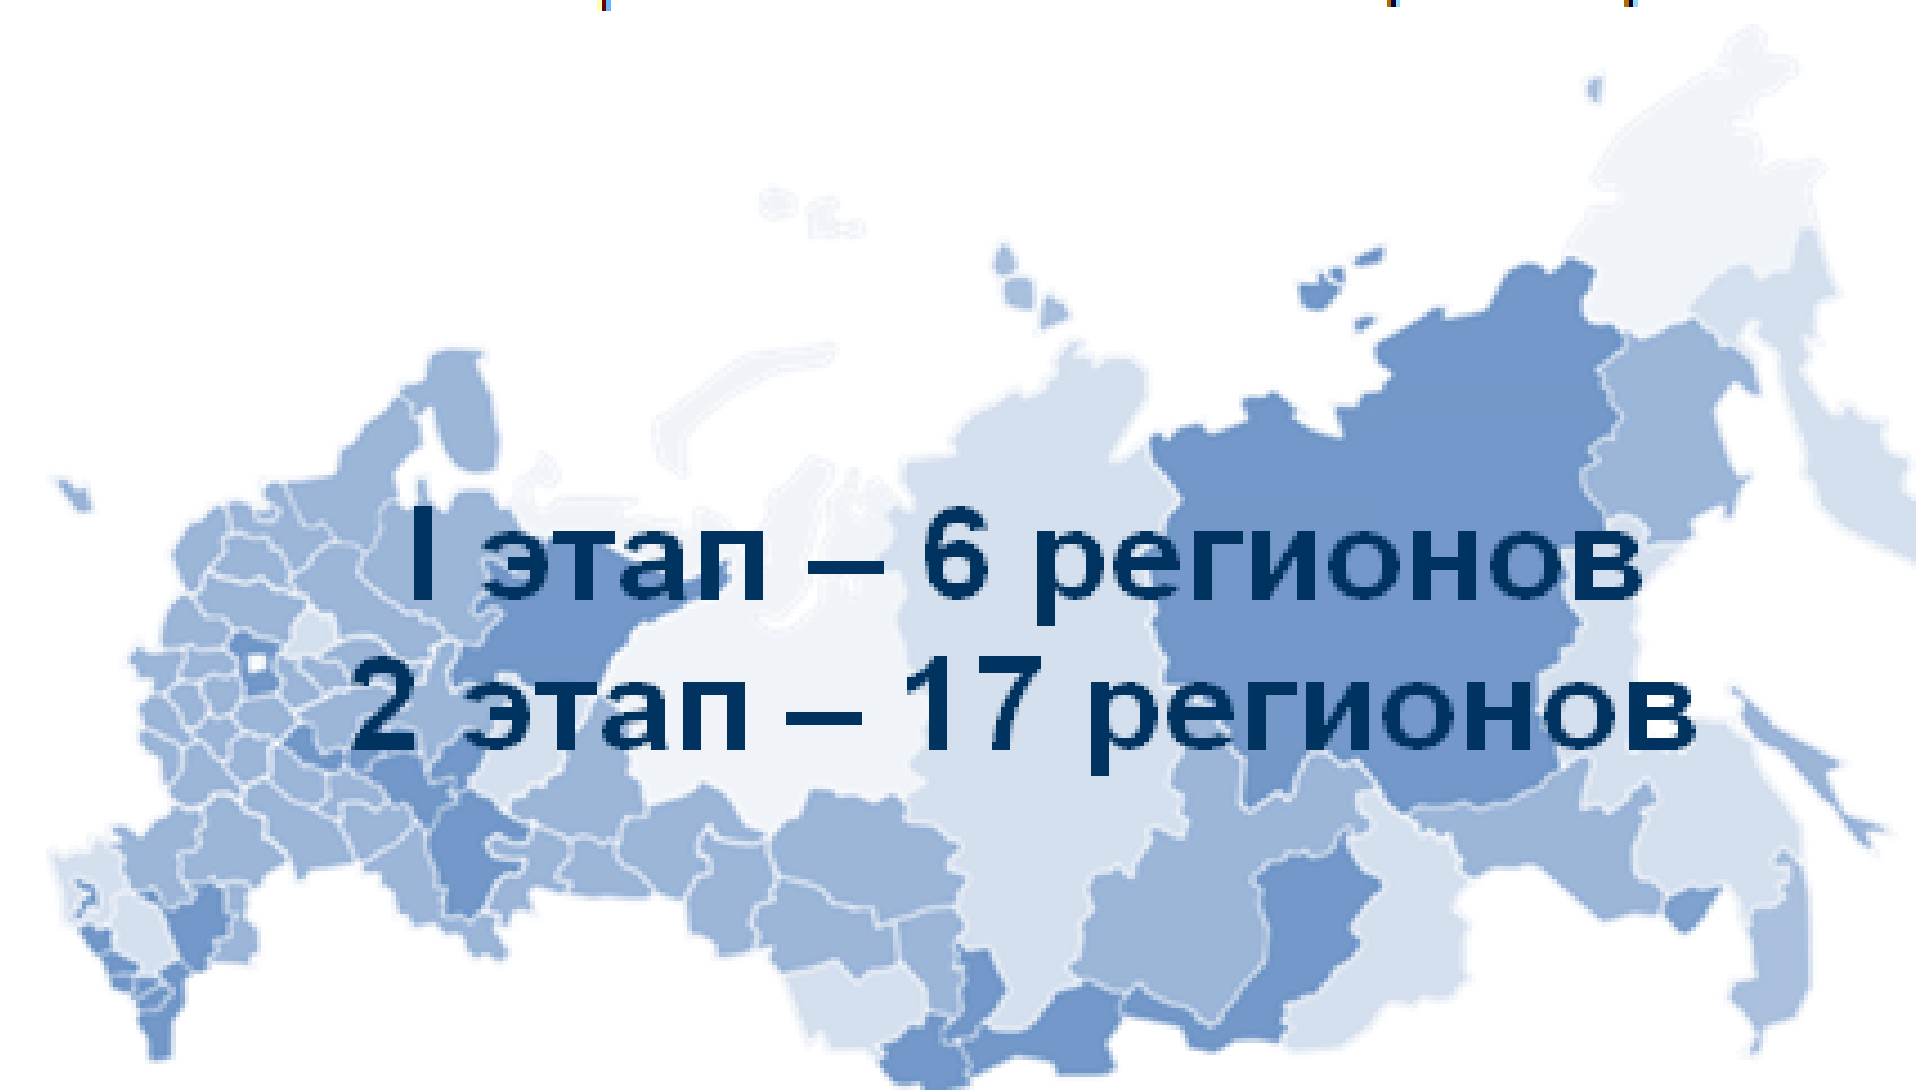 I этап – 6 регионов
2 этап – 17 регионов